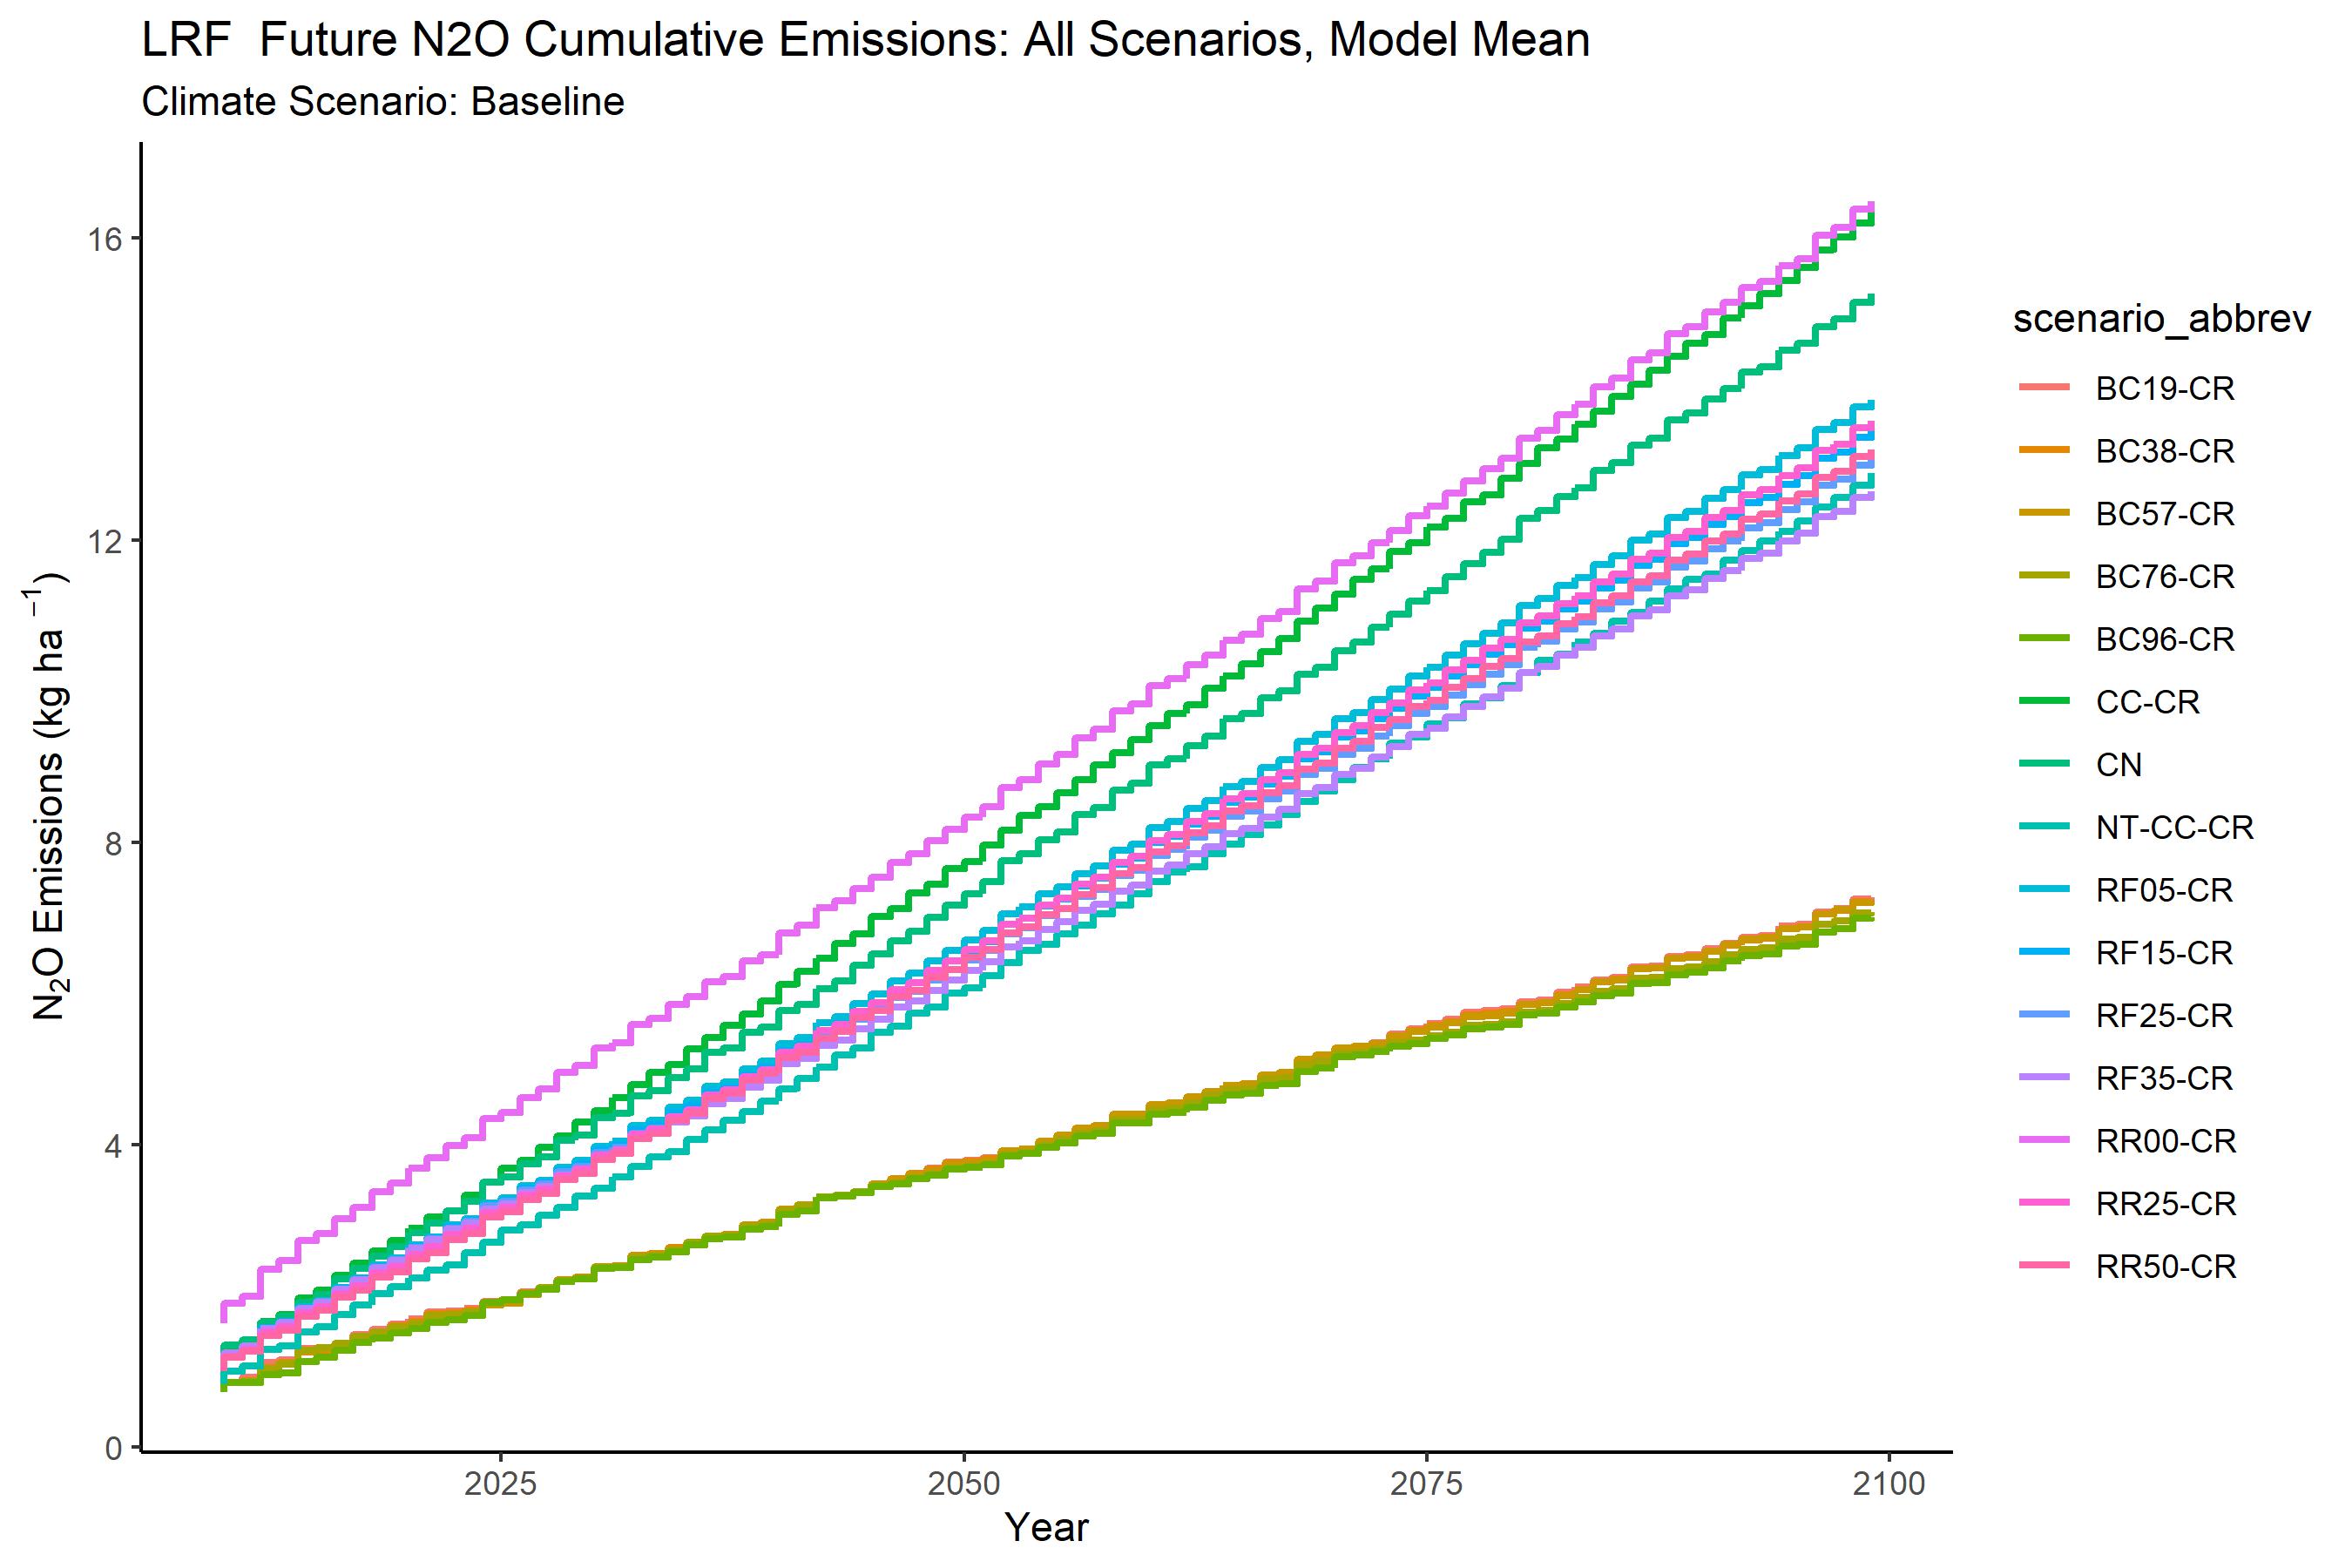 LRF  Future N2O Cumulative Emissions: All Scenarios, Model Mean
Climate Scenario: Baseline
N₂O Emissions (kg ha ⁻¹)
16
12
8
4
0
2025
2050
2075
2100
Year
scenario_abbrev
BC19-CR
BC38-CR
BC57-CR
BC76-CR
BC96-CR
CC-CR
CN
NT-CC-CR
RF05-CR
RF15-CR
RF25-CR
RF35-CR
RR00-CR
RR25-CR
RR50-CR